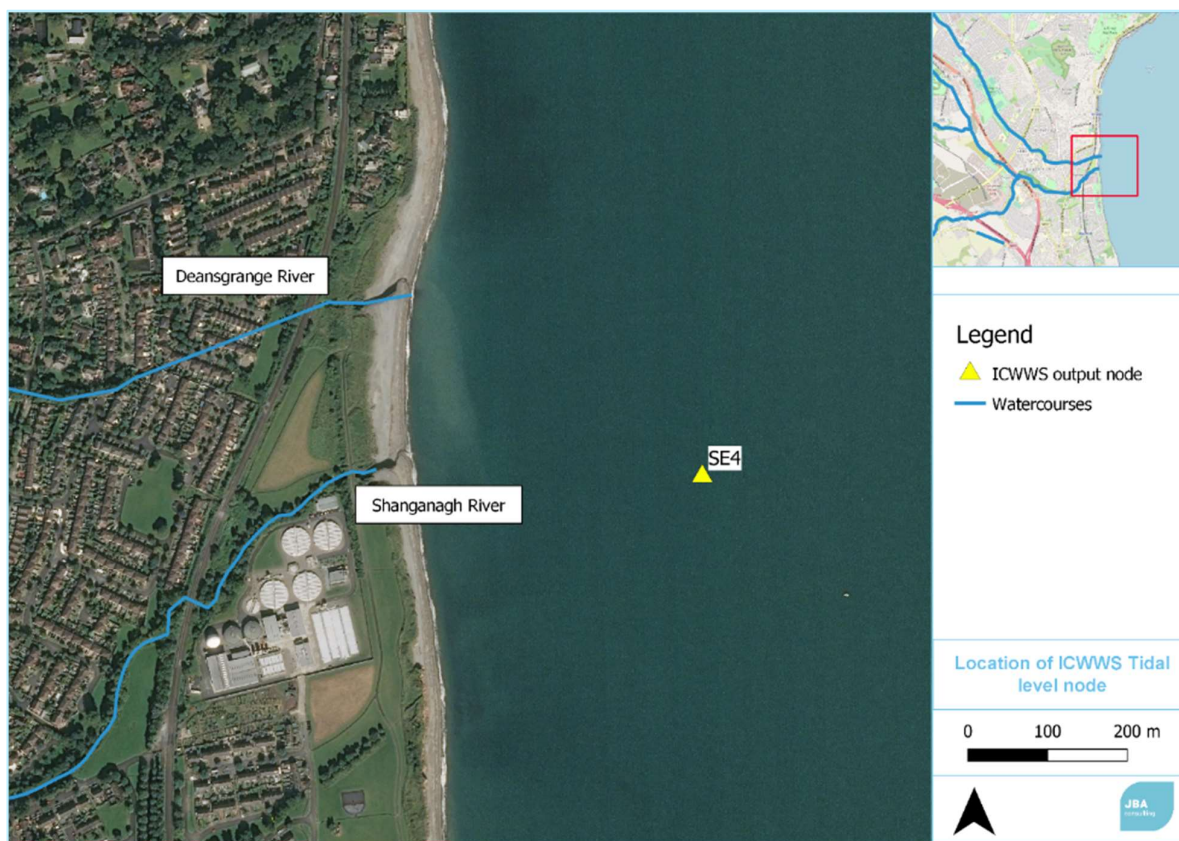 Deansgrange River
Shanganagh River
SE4
Legend
ICWWS output node
Watercourses
Location of ICWWS Tidal
level node
0 100 200 m
JBA
consulting